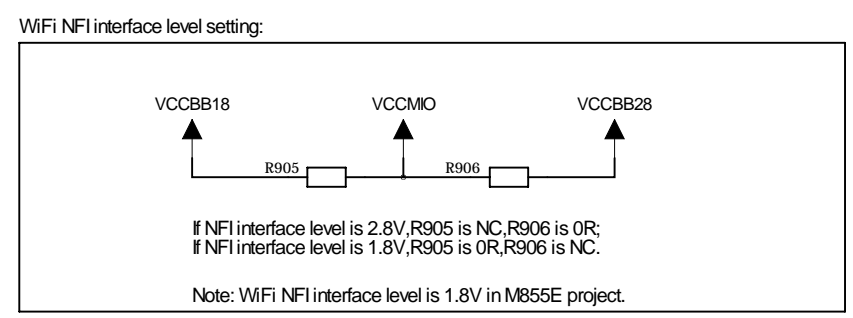 WiFi NFI interface level setting:
VCCBB18 VCCMIO VCCBB28
R905 R906
If NFI interface level is 2.8V,R905 is NC,R906 is 0R;
If NFI interface level is 1.8V,R905 is 0R,R906 is NC.
Note: WiFi NFI interface level is 1.8V in M855E project.